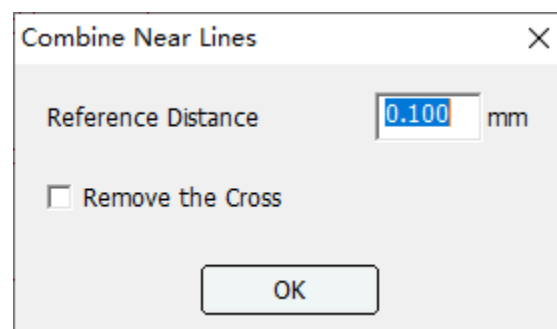 Combine Near Lines
Reference Distance 0.100 mm
Remove the Cross
OK